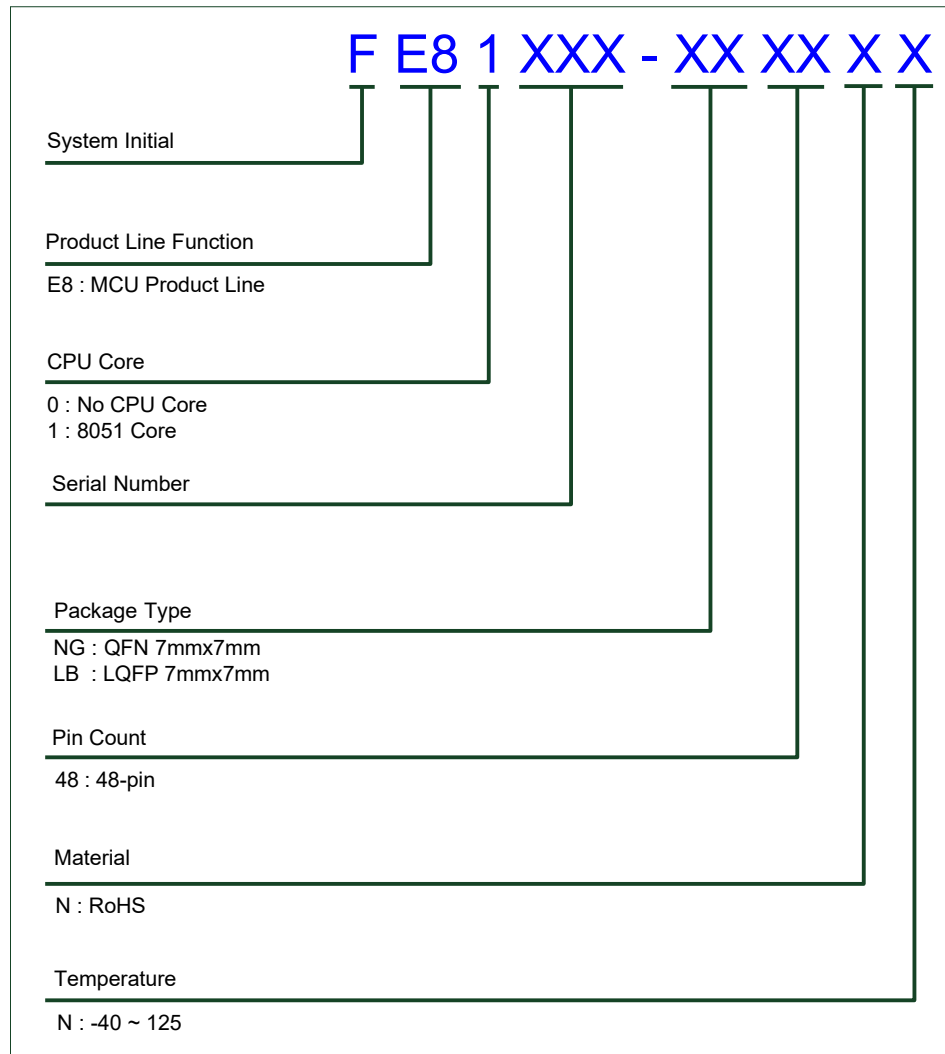 F E8 1 XXX - XX XX X X
System Initial
Product Line Function
E8 : MCU Product Line
CPU Core
0 : No CPU Core
1 : 8051 Core
Serial Number
Package Type
NG : QFN 7mmx7mm
LB : LQFP 7mmx7mm
Pin Count
48 : 48-pin
Material
N : RoHS
Temperature
N : -40 ~ 125